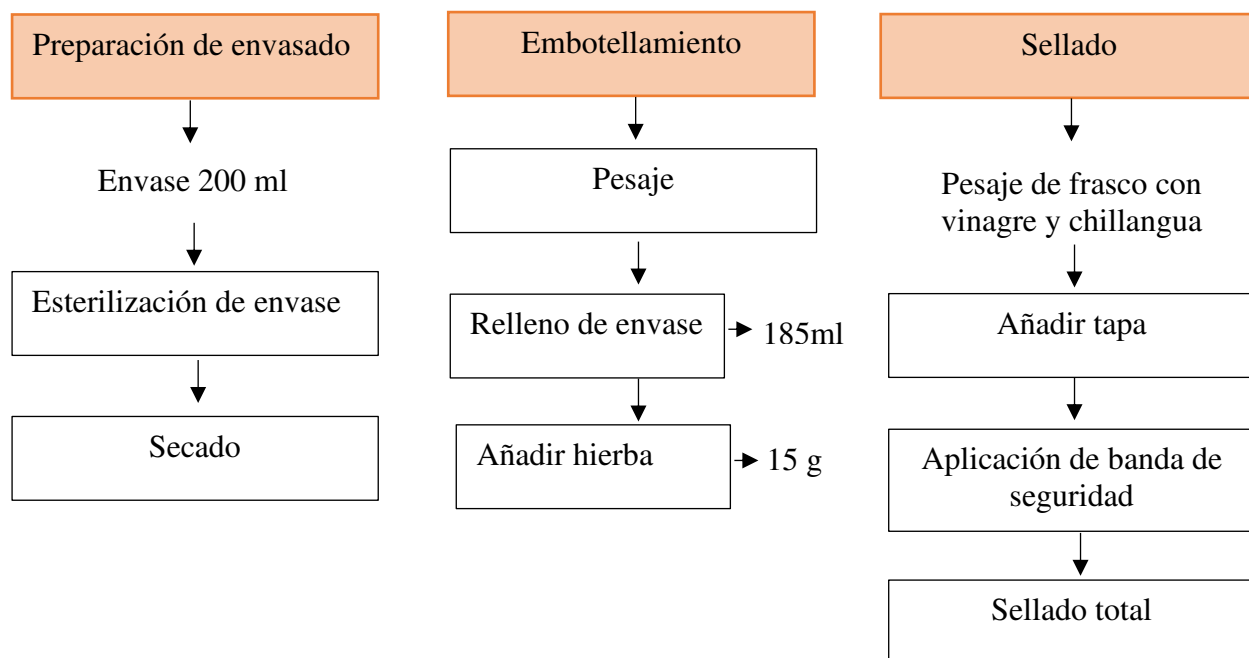 Preparación de envasado
Envase 200 ml
Esterilización de envase
Secado
Embotellamiento
Pesaje
Relleno de envase
185ml
Añadir hierba
15 g
Sellado
Pesaje de frasco con
vinagre y chillangua
Añadir tapa
Aplicación de banda de
seguridad
Sellado total